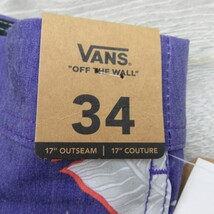 VANS
"OFF THE WALL"
34
17" OUTSEAM | 17" COUTURE